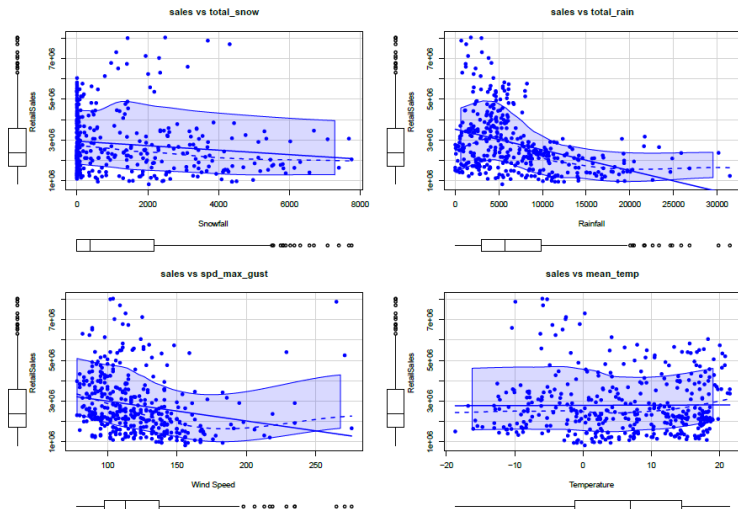 sales vs total_snow
RetailSales
1e+06
3e+06
5e+06
7e+06
0
2000
4000
6000
8000
Snowfall
sales vs total_rain
RetailSales
1e+06
3e+06
5e+06
7e+06
0
5000
10000
15000
20000
25000
30000
Rainfall
sales vs spd_max_gust
RetailSales
1e+06
3e+06
5e+06
7e+06
100
150
200
250
Wind Speed
sales vs mean_temp
RetailSales
1e+06
3e+06
5e+06
7e+06
-20
-10
0
10
20
Temperature